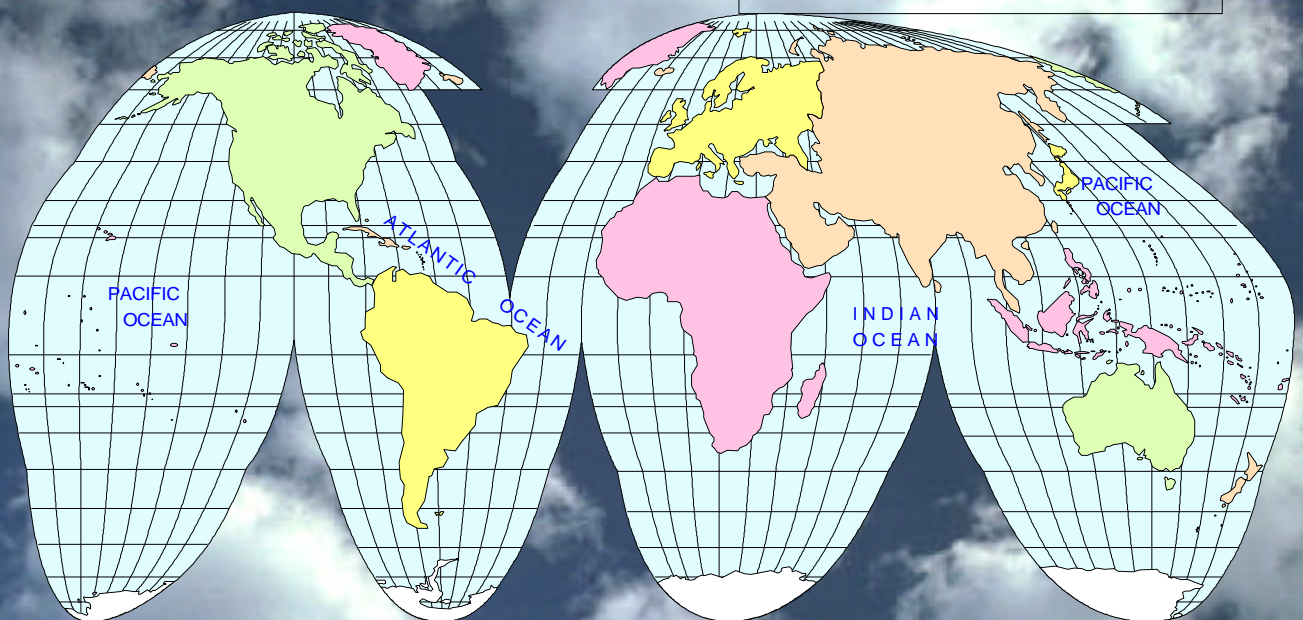 PACIFIC
OCEAN
ATLANTIC OCEAN
PACIFIC
OCEAN
INDIAN
OCEAN